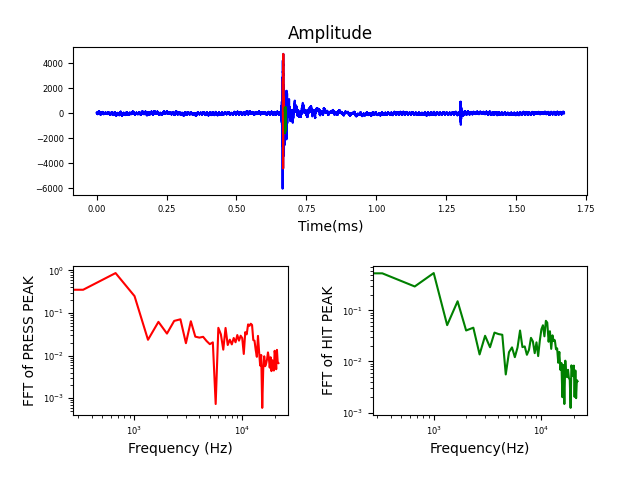 Amplitude
4000
2000
0
−2000
−4000
−6000
0.00 0.25 0.50 0.75 1.00 1.25 1.50 1.75
Time(ms)
FFT of PRESS PEAK
10⁰
10⁻¹
10⁻²
10⁻³
10³ 10⁴
Frequency (Hz)
FFT of HIT PEAK
10⁻¹
10⁻²
10⁻³
10³ 10⁴
Frequency(Hz)